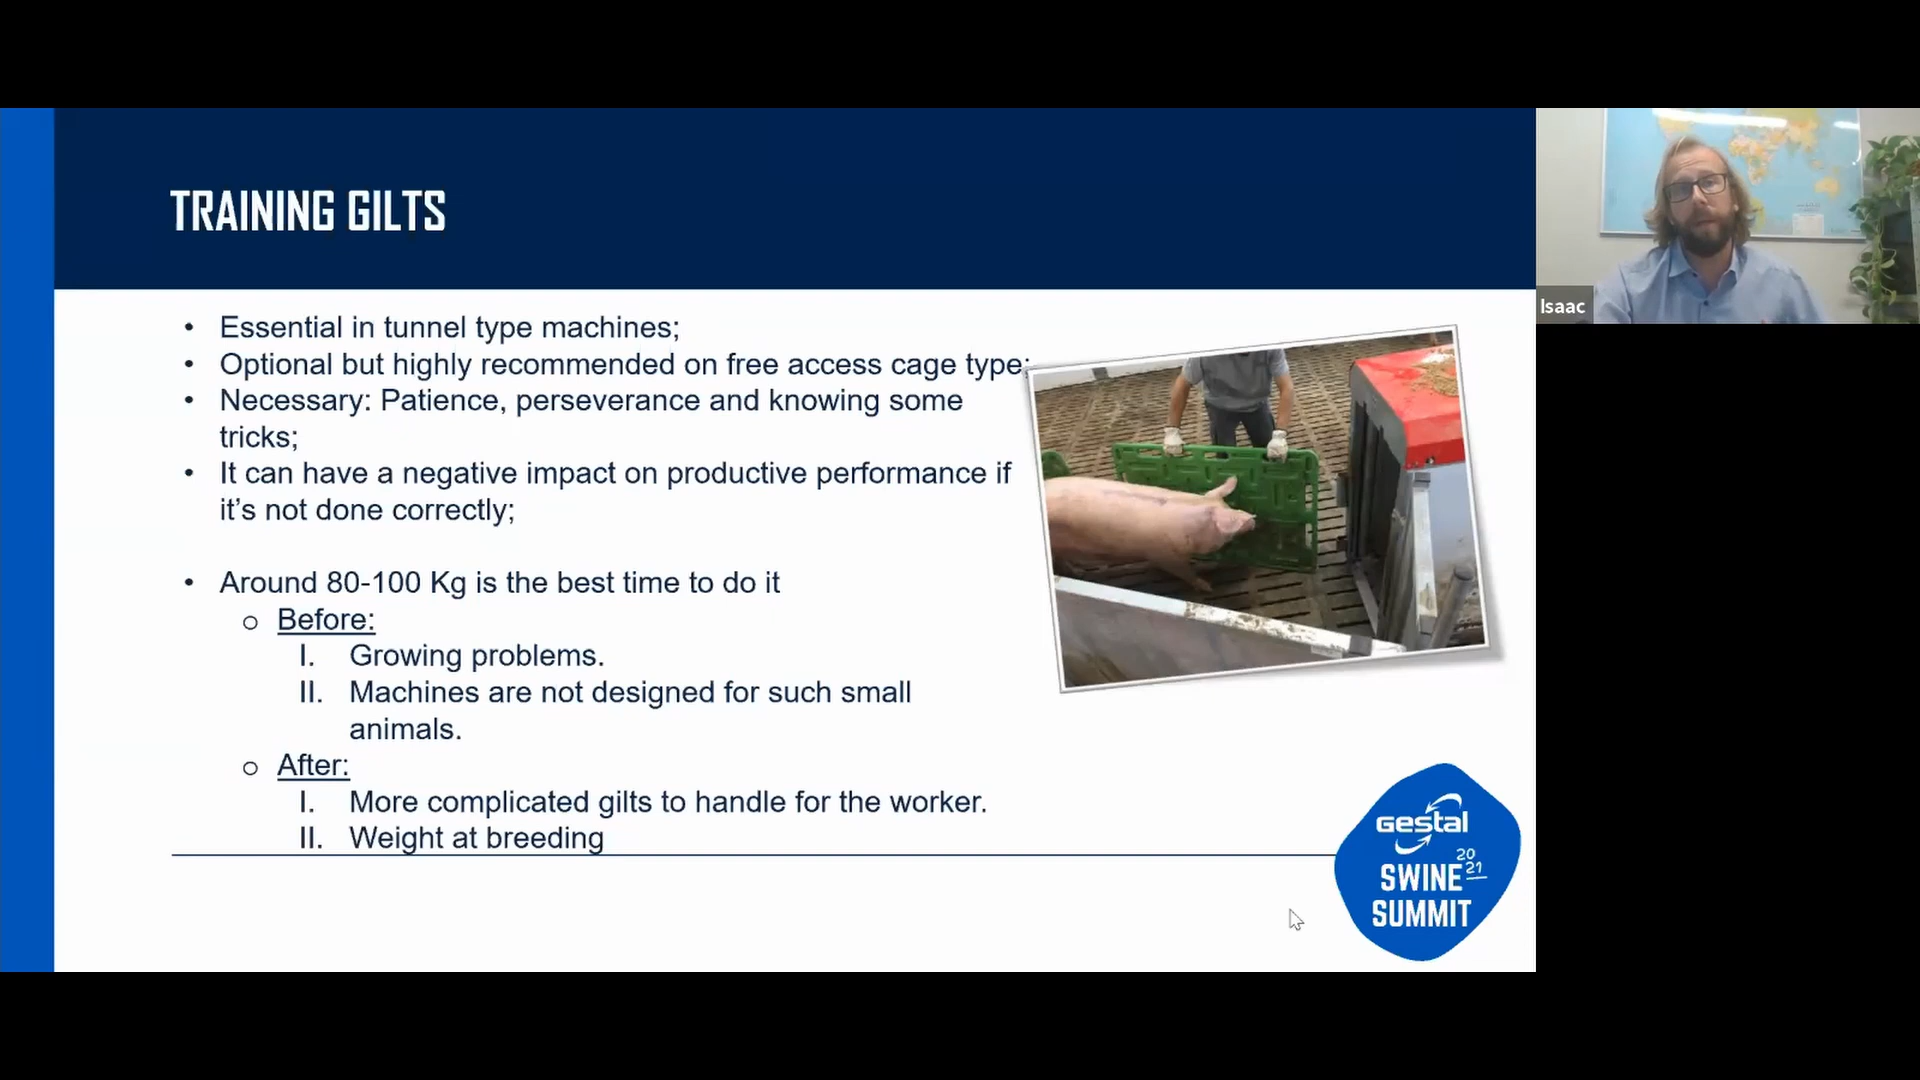 TRAINING GILTS
• Essential in tunnel type machines;
• Optional but highly recommended on free access cage type;
• Necessary: Patience, perseverance and knowing some
tricks;
• It can have a negative impact on productive performance if
it’s not done correctly;
• Around 80-100 Kg is the best time to do it
o Before:
I. Growing problems.
II. Machines are not designed for such small
animals.
o After:
I. More complicated gilts to handle for the worker.
II. Weight at breeding
Isaac
Gestal
20
21
SWINE
SUMMIT